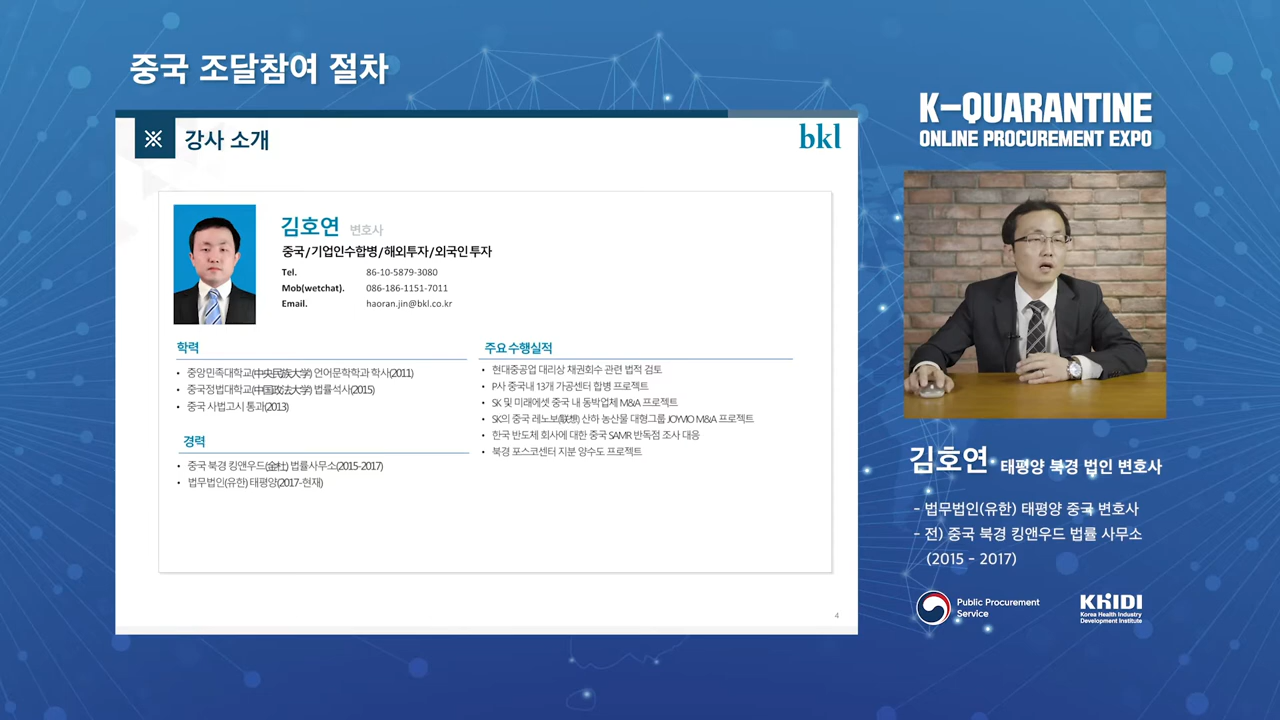 중국 조달참여 절차
※ 강사 소개
bkl
김호연 변호사
중국/기업인수합병/해외투자/외국인 투자
Tel. 86-10-5879-3080
Mob(wetchat). 086-186-1151-7011
Email. haoran.jin@bkl.co.kr
학력
• 중앙민족대학교(中央民族大学) 언어문학학과 학사(2011)
• 중국정법대학교(中国政法大学) 법률석사(2015)
• 중국 사법고시 통과(2013)
경력
• 중국 북경 킹앤우드(金杜) 법률사무소(2015-2017)
• 법무법인(유한) 태평양(2017-현재)
주요 수행실적
• 현대중공업 대리상 채권회수 관련 법적 검토
• P사 중국내 13개 가공센터 합병 프로젝트
• SK 및 미래에셋 중국 내 동박업체 M&A 프로젝트
• SK의 중국 레노보(联想) 산하 농산물 대형그룹 JOYVIO M&A 프로젝트
• 한국 반도체 회사에 대한 중국 SAMR 반독점 조사 대응
• 북경 포스코센터 지분 양수도 프로젝트
4
K-QUARANTINE
ONLINE PROCUREMENT EXPO
김호연 태평양 북경 법인 변호사
- 법무법인(유한) 태평양 중국 변호사
- 전) 중국 북경 킹앤우드 법률 사무소
(2015 - 2017)
Public Procurement
Service
KHIDI
Korea Health Industry
Development Institute